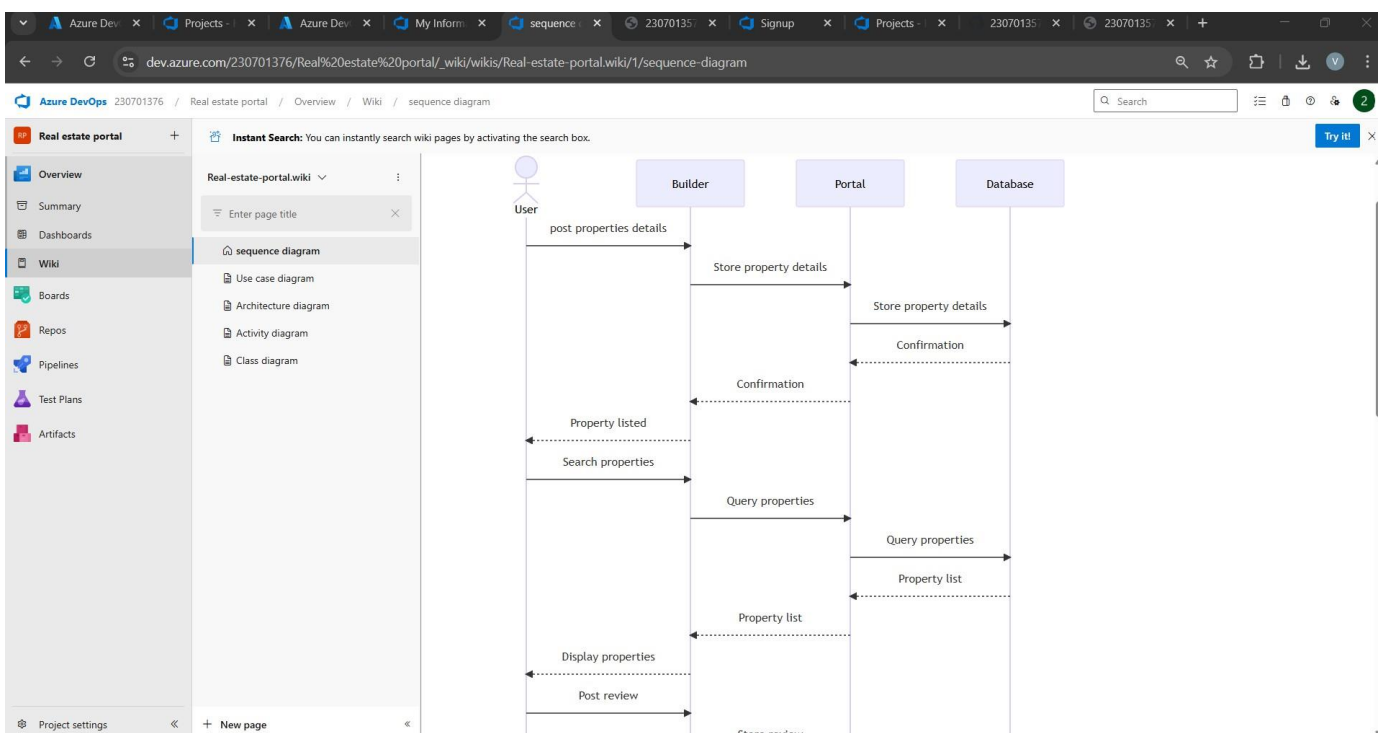 Azure Dev
Projects -
Azure Dev
My Inform
sequence
23070135
Signup
Projects -
23070135
23070135
dev.azure.com/230701376/Real%20estate%20portal/_wiki/wikis/Real-estate-portal.wiki/1/sequence-diagram
V
Azure DevOps 230701376 / Real estate portal / Overview / Wiki / sequence diagram
Search
2
RP Real estate portal +
Instant Search: You can instantly search wiki pages by activating the search box.
Try it!
Overview
Summary
Dashboards
Wiki
Boards
Repos
Pipelines
Test Plans
Artifacts
Project settings
Real-estate-portal.wiki
Enter page title
sequence diagram
Use case diagram
Architecture diagram
Activity diagram
Class diagram
+ New page
User
Builder
Portal
Database
post properties details
Store property details
Store property details
Confirmation
Confirmation
Property listed
Search properties
Query properties
Query properties
Property list
Property list
Display properties
Post review
Store review